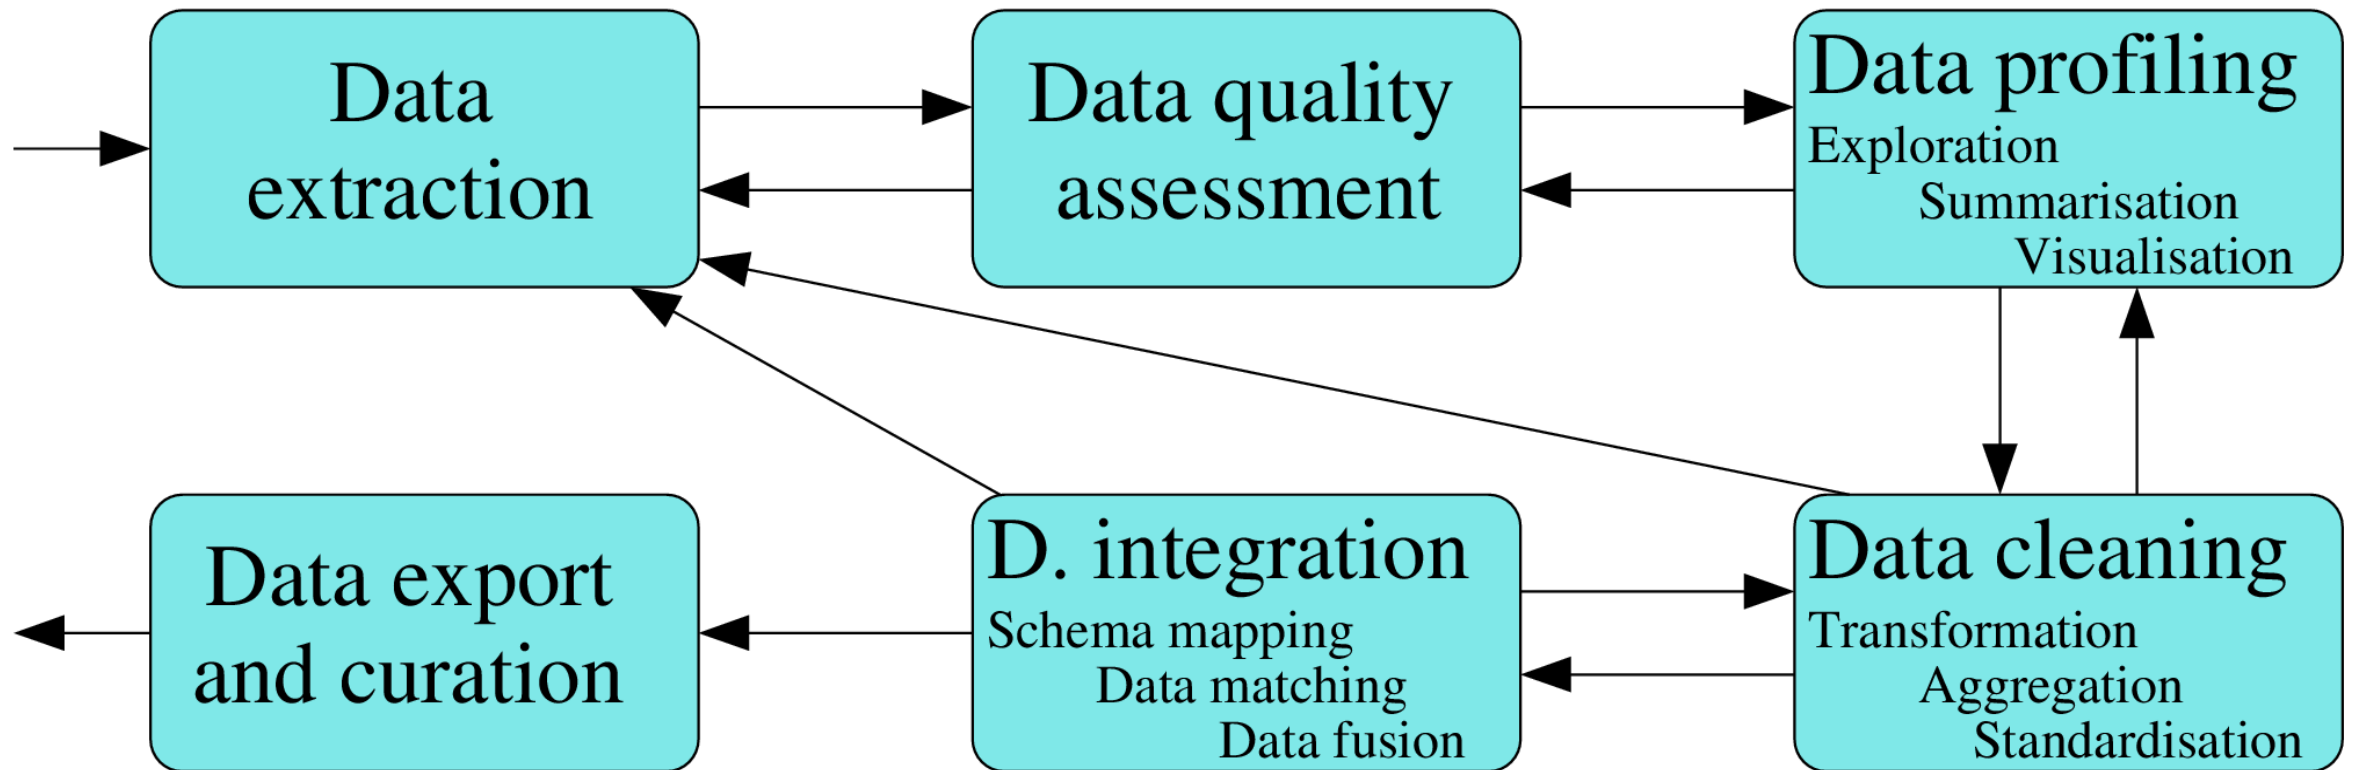 Data
extraction
Data quality
assessment
Data profiling
Exploration
Summarisation
Visualisation
Data export
and curation
D. integration
Schema mapping
Data matching
Data fusion
Data cleaning
Transformation
Aggregation
Standardisation